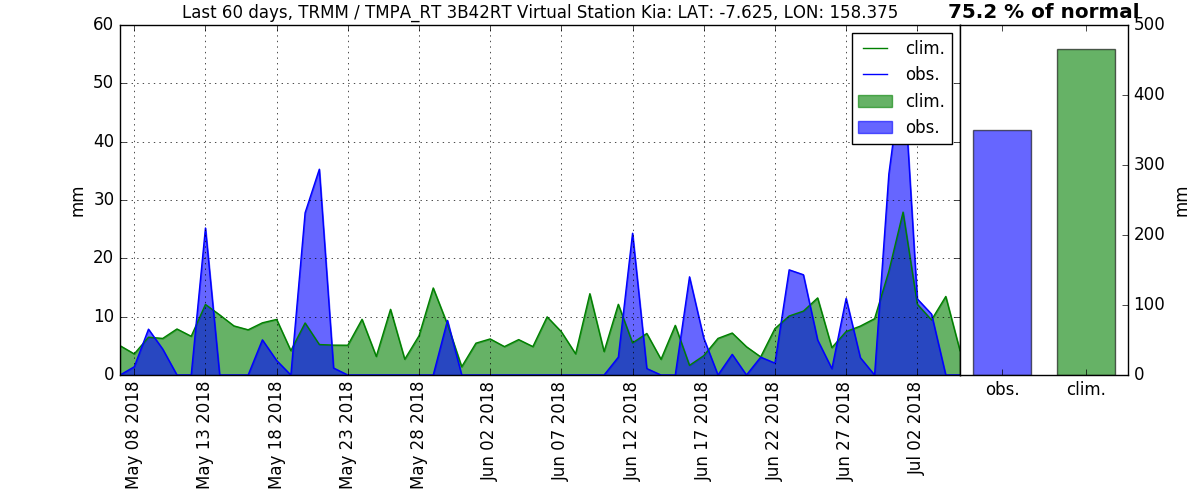 Last 60 days, TRMM / TMPA_RT 3B42RT Virtual Station Kia: LAT: -7.625, LON: 158.375
75.2 % of normal
60
50
40
30
20
10
0
mm
clim.
obs.
clim.
obs.
500
400
300
200
100
0
mm
May 08 2018
May 13 2018
May 18 2018
May 23 2018
May 28 2018
Jun 02 2018
Jun 07 2018
Jun 12 2018
Jun 17 2018
Jun 22 2018
Jun 27 2018
Jul 02 2018
obs.
clim.